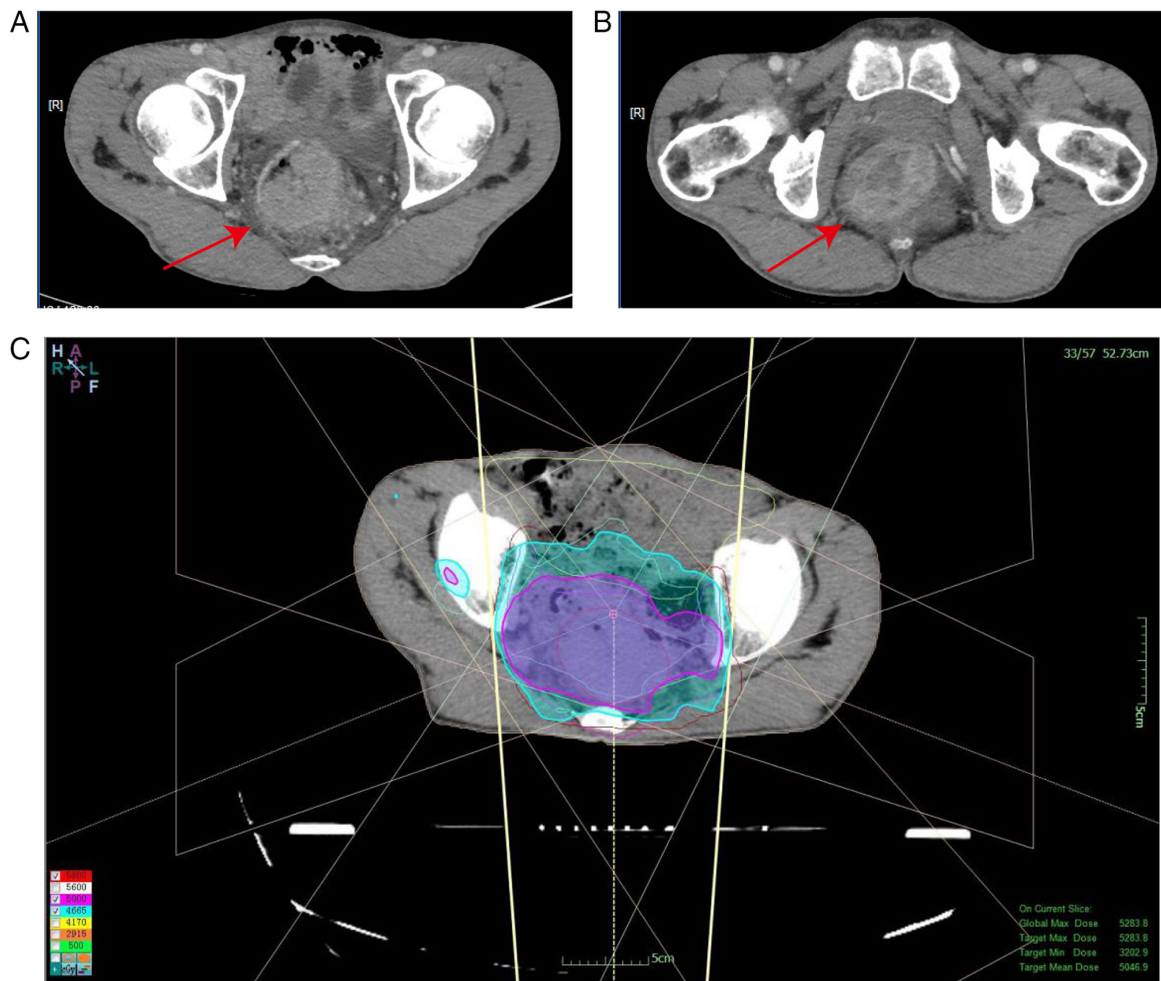 A
B
[R]
[R]
C
H A
R L
P F
33/57 52.73cm
5cm
5600
5000
4665
4170
2915
500
cGy
5cm
On Current Slice:
Global Max Dose 5283.8
Target Max Dose 5283.8
Target Min Dose 3202.9
Target Mean Dose 5046.9